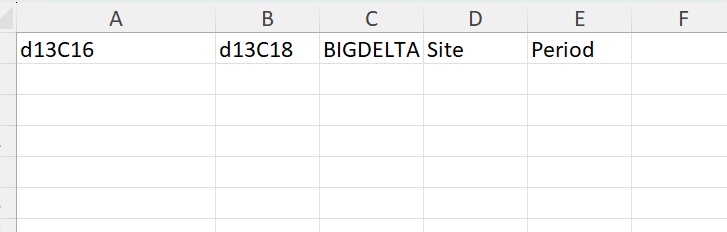 A B C D E F
d13C16 d13C18 BIGDELTA Site Period